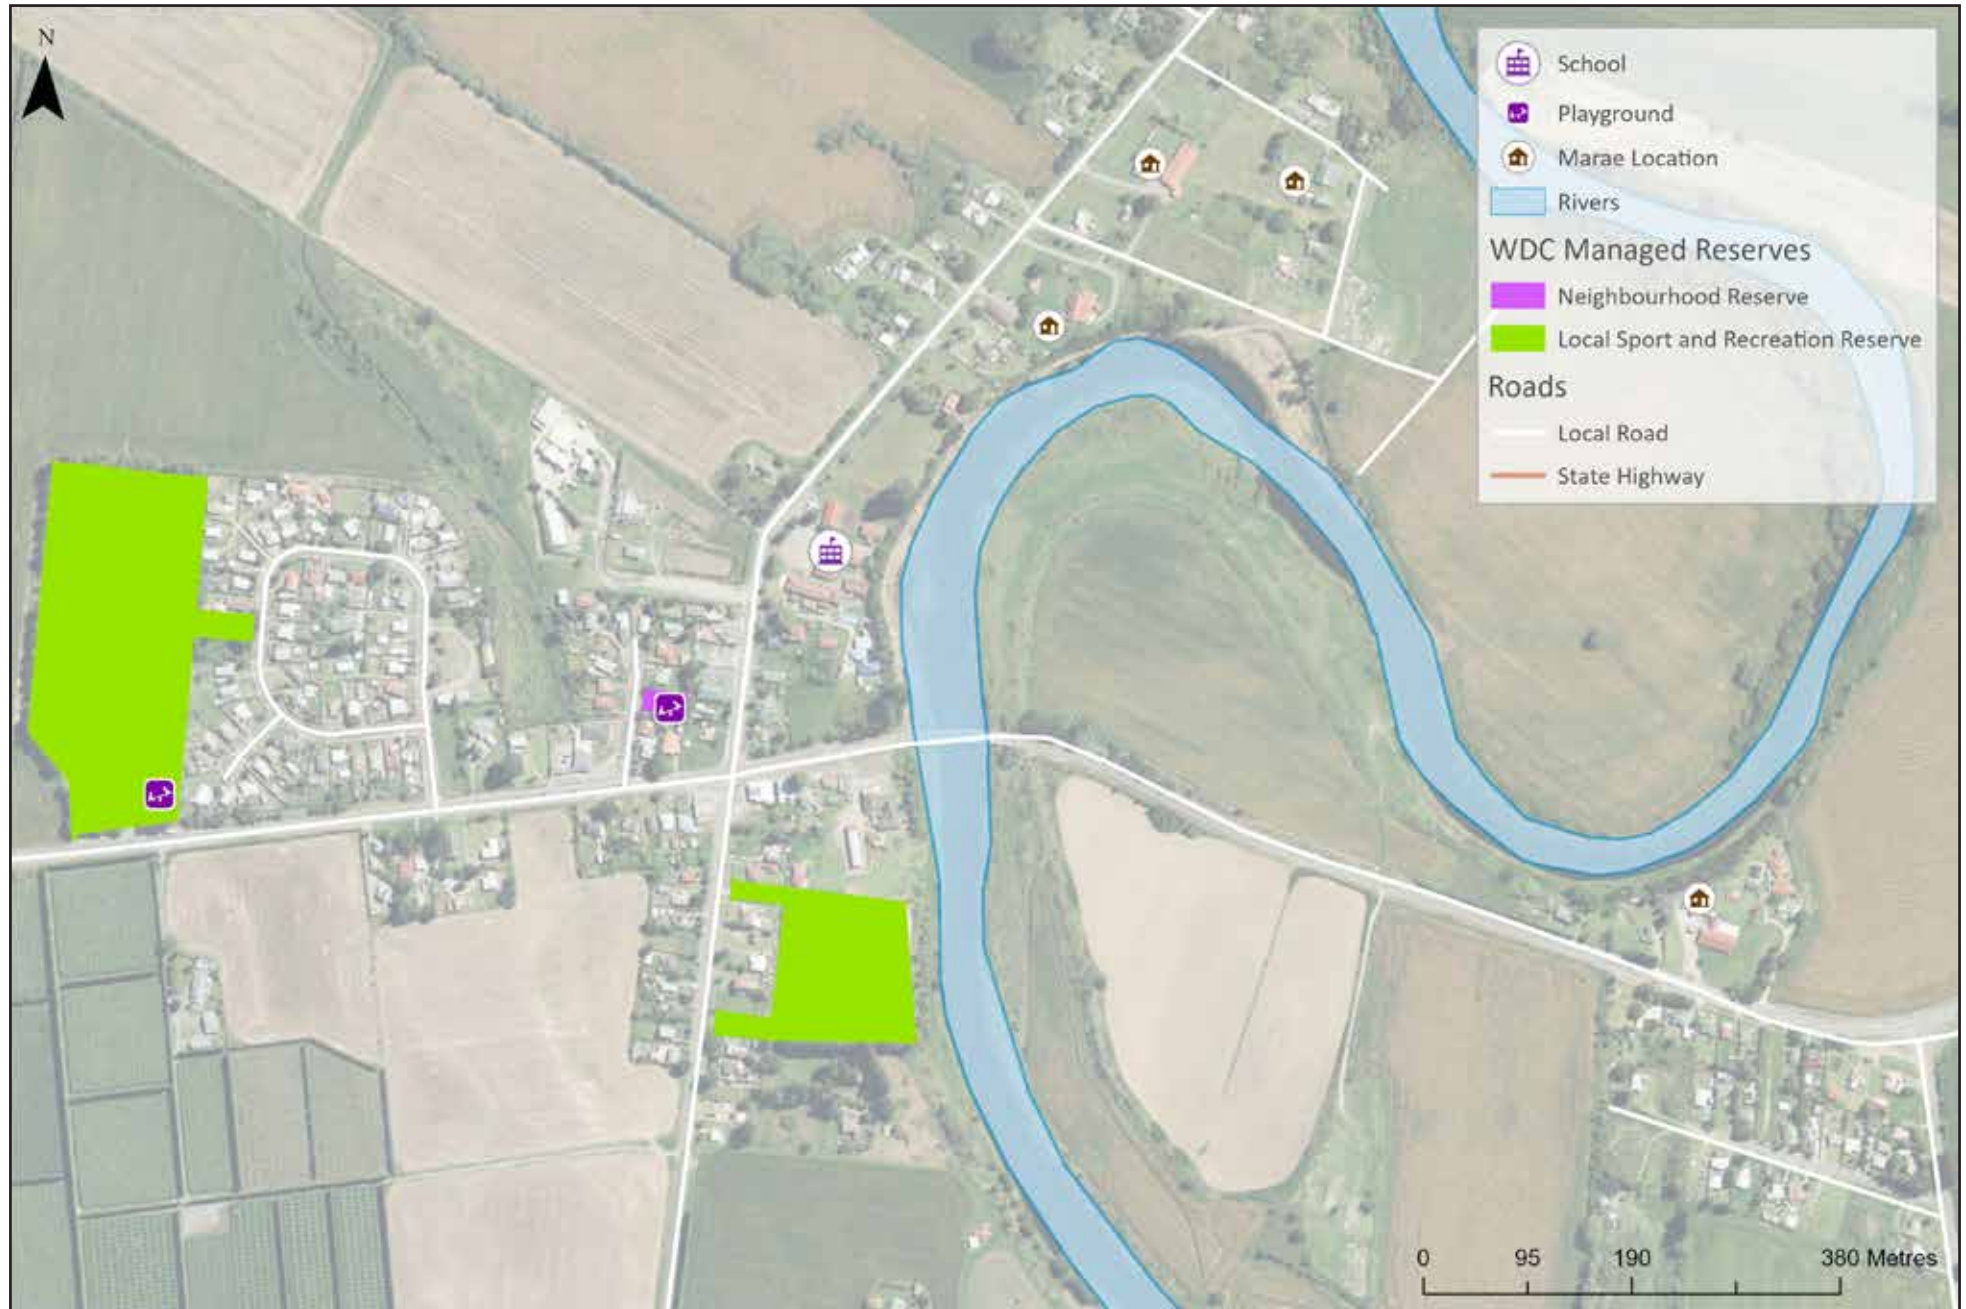 N
School
Playground
Marae Location
Rivers
WDC Managed Reserves
Neighbourhood Reserve
Local Sport and Recreation Reserve
Roads
Local Road
State Highway
0 95 190 380 Metres